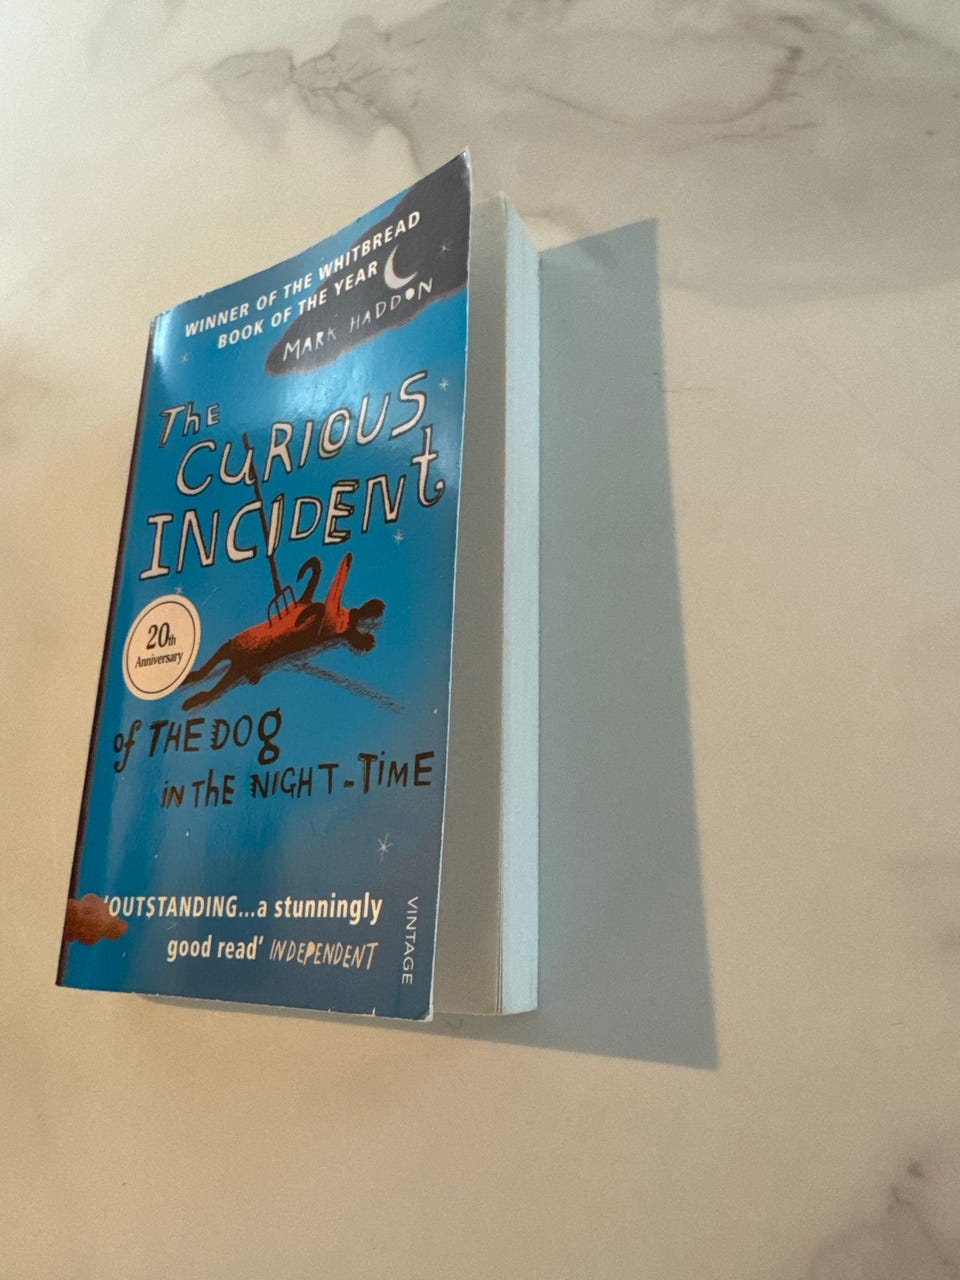 WINNER OF THE WHITBREAD
BOOK OF THE YEAR
MARK HADDON
The
CURIOUS
INCIDENT
20th
Anniversary
of THE DOg
iN ThE NIGHT-TiME
'OUTSTANDING...a stunningly
good read' INDEPENDENT
VINTAGE